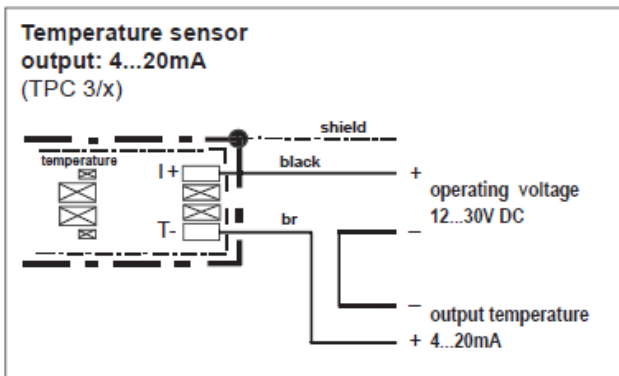 Temperature sensor
output: 4...20mA
(TPC 3/x)
shield
temperature
I+
black
+
operating voltage
12...30V DC
T-
br
–
–
output temperature
+ 4...20mA